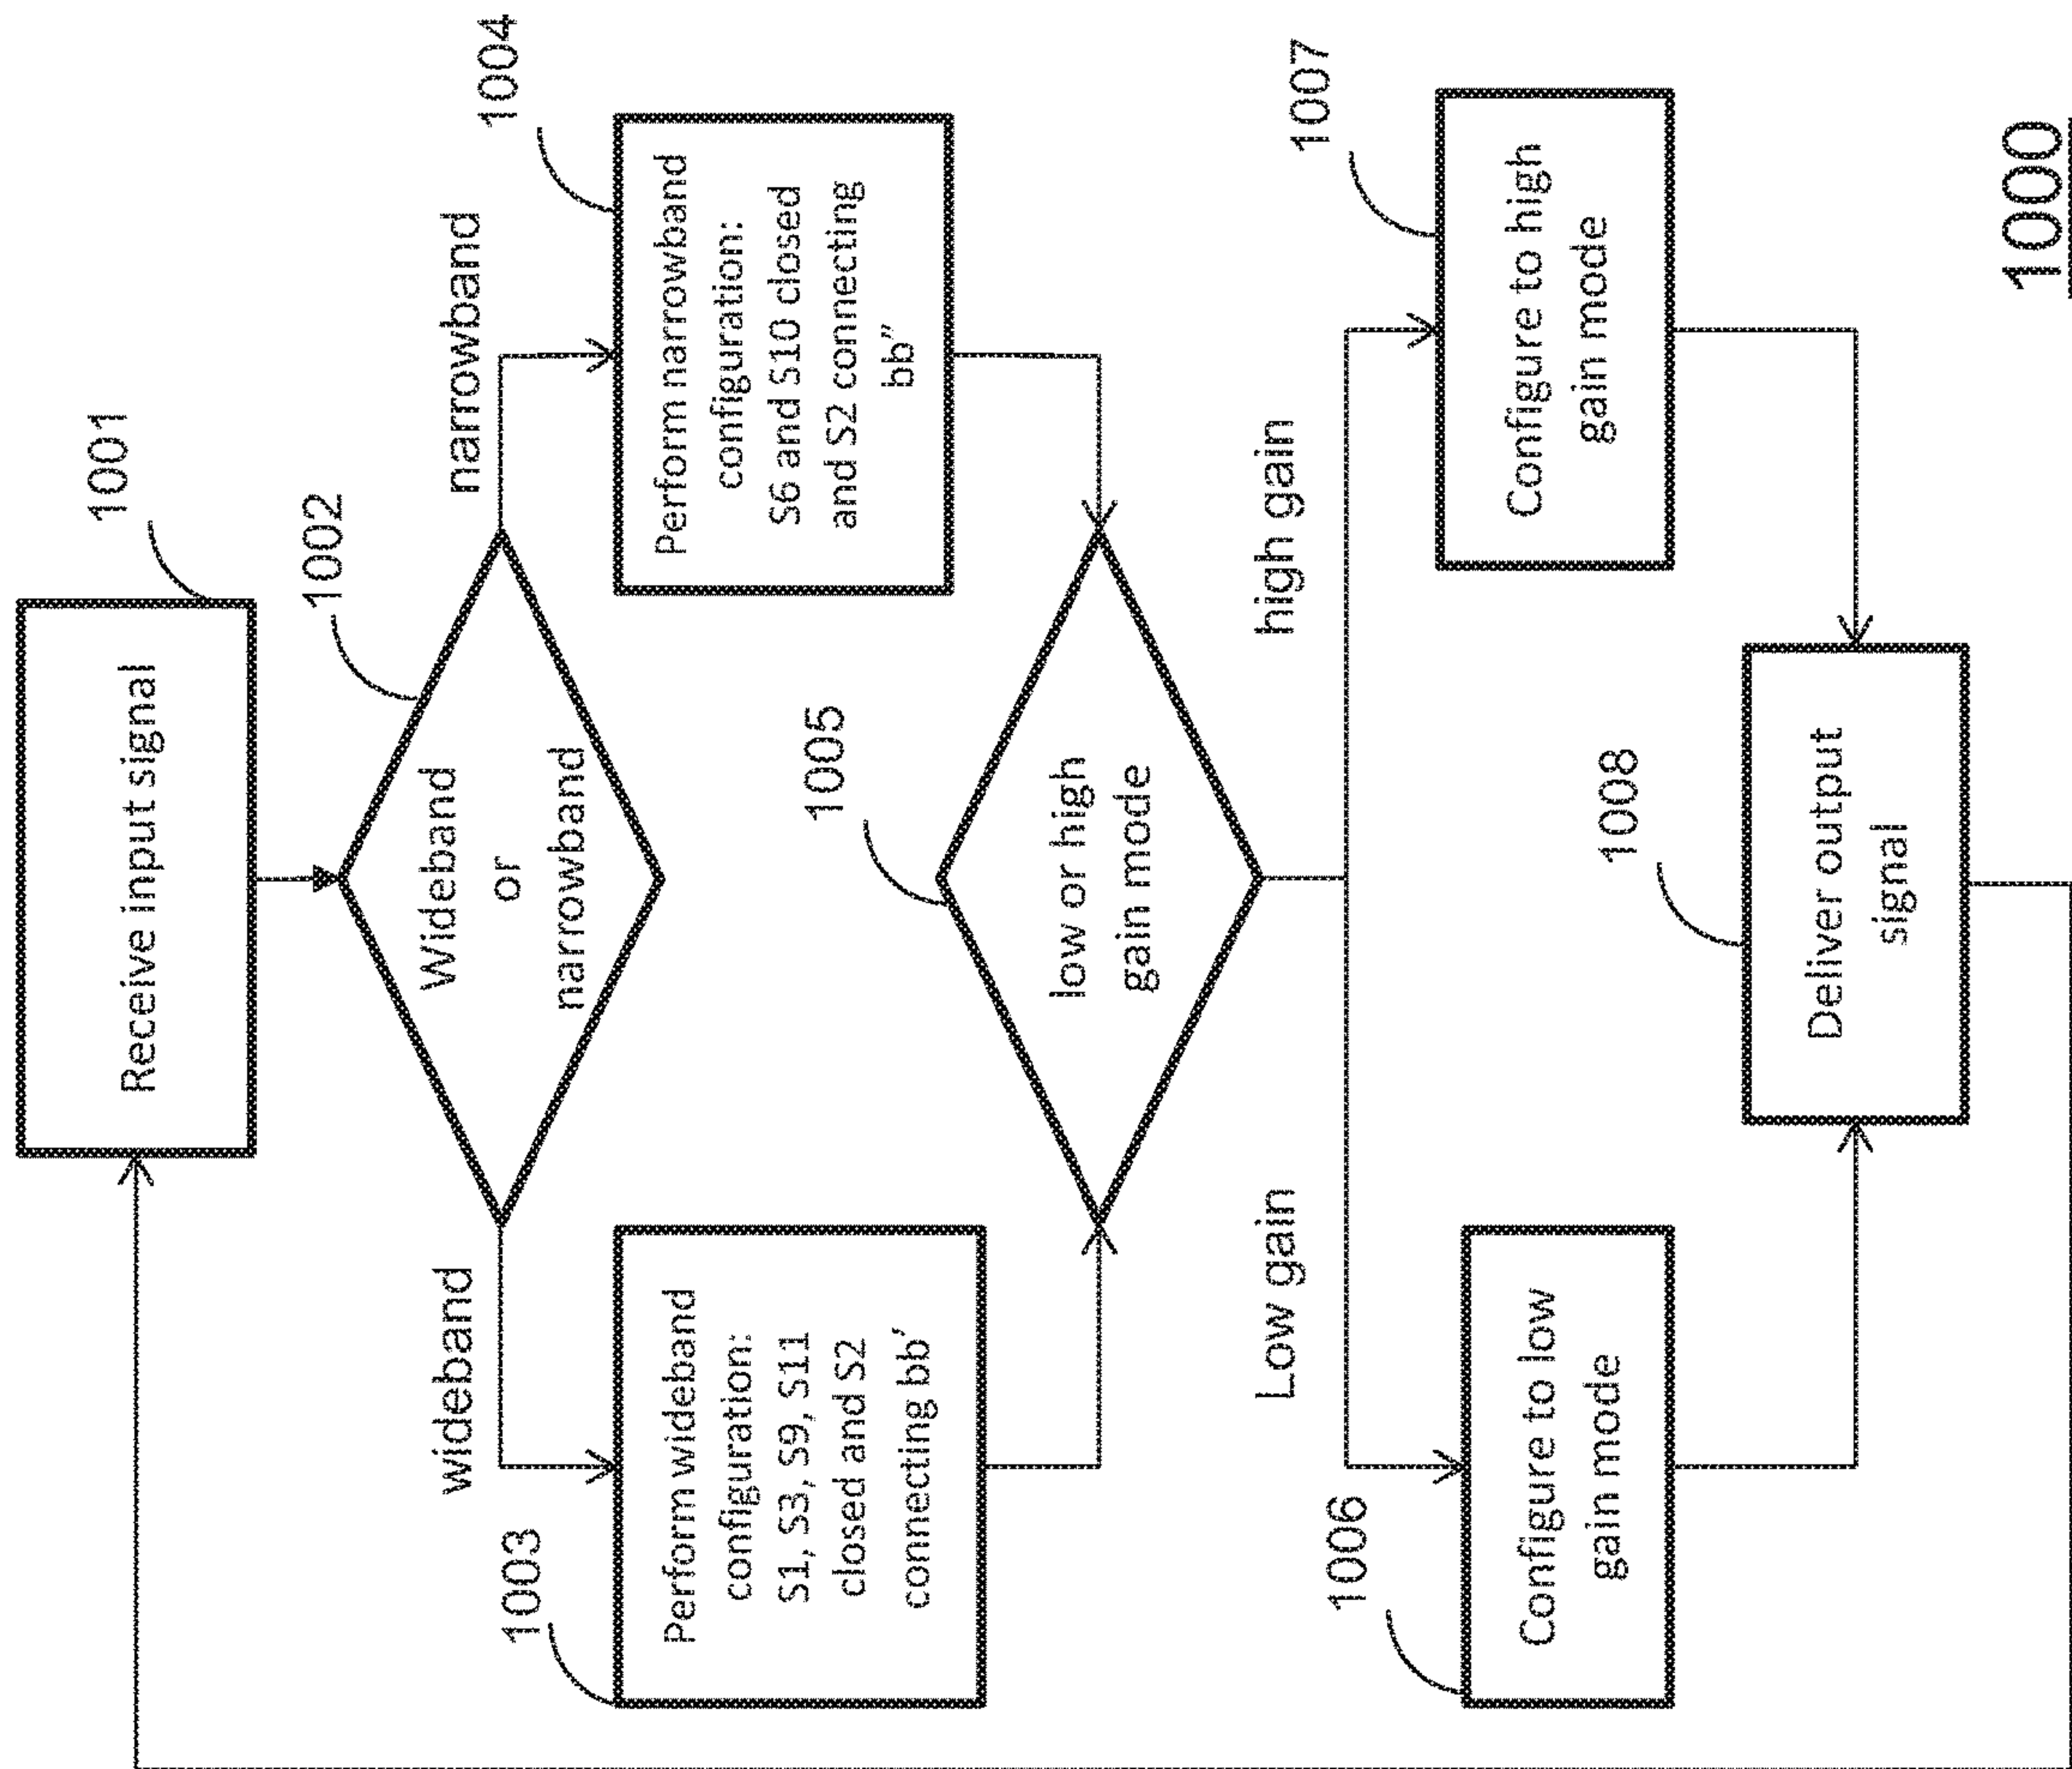 1001
Receive input signal
1002
Wideband
or
narrowband
wideband
narrowband
1003
Perform wideband
configuration:
S1, S3, S9, S11
closed and S2
connecting bb'
1004
Perform narrowband
configuration:
S6 and S10 closed
and S2 connecting
bb"
1005
low or high
gain mode
Low gain
high gain
1006
Configure to low
gain mode
1007
Configure to high
gain mode
1008
Deliver output
signal
1000